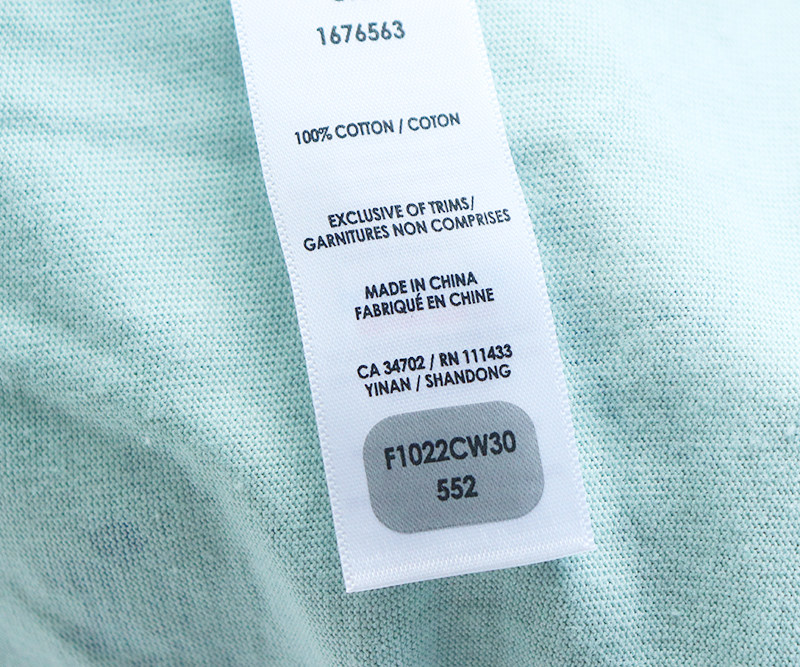 1676563
100% COTTON / COTON
EXCLUSIVE OF TRIMS/
GARNITURES NON COMPRISES
MADE IN CHINA
FABRIQUÉ EN CHINE
CA 34702 / RN 111433
YINAN / SHANDONG
F1022CW30
552